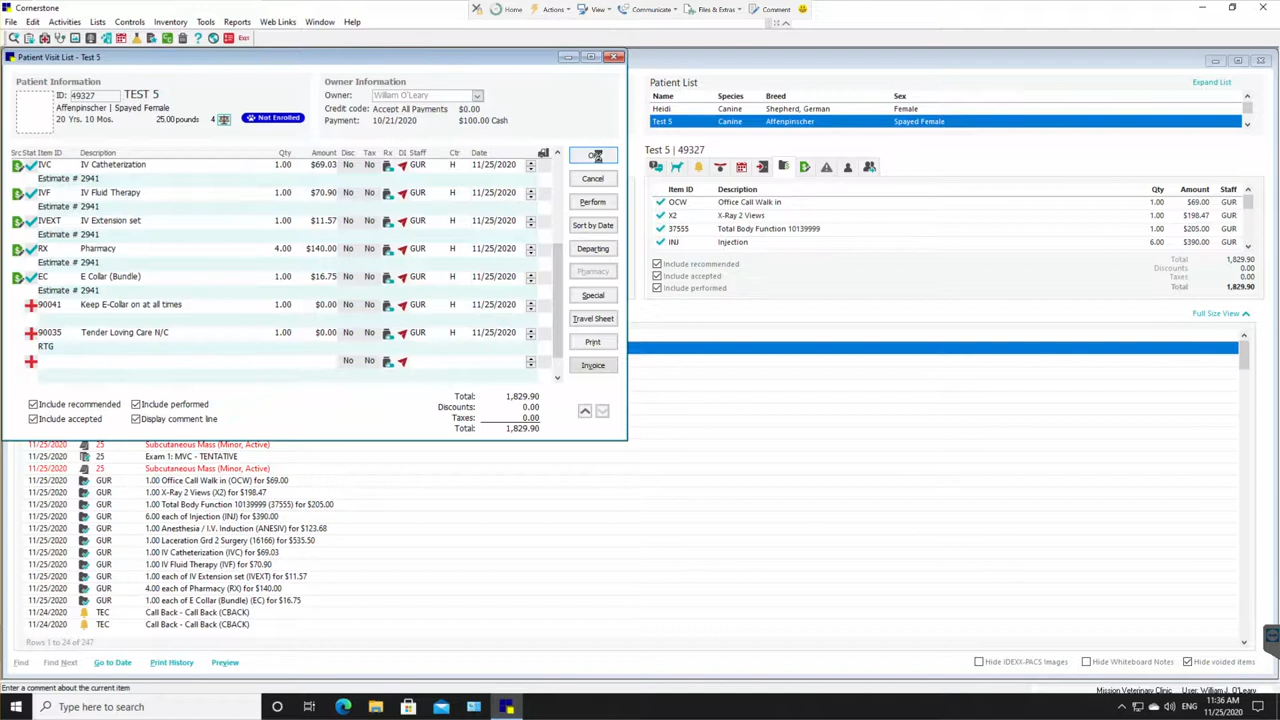 Cornerstone
Home Actions View Communicate Files & Extras Comment
File Edit Activities Lists Controls Inventory Tools Reports Web Links Window Help
Exit
Patient Visit List - Test 5
Patient Information
ID: 49327 TEST 5
Affenpinscher | Spayed Female
20 Yrs. 10 Mos. 25.00 pounds 4
Not Enrolled
Owner Information
Owner: William O'Leary
Credit code: Accept All Payments $0.00
Payment: 10/21/2020 $100.00 Cash
Src Stat Item ID Description Qty Amount Disc Tax Rx DI Staff Ctr Date
IVC IV Catheterization 1.00 $69.03 No No GUR H 11/25/2020
Estimate # 2941
IVF IV Fluid Therapy 1.00 $70.90 No No GUR H 11/25/2020
Estimate # 2941
IVEXT IV Extension set 1.00 $11.57 No No GUR H 11/25/2020
Estimate # 2941
RX Pharmacy 4.00 $140.00 No No GUR H 11/25/2020
Estimate # 2941
EC E Collar (Bundle) 1.00 $16.75 No No GUR H 11/25/2020
Estimate # 2941
90041 Keep E-Collar on at all times 1.00 $0.00 No No GUR H 11/25/2020
90035 Tender Loving Care N/C 1.00 $0.00 No No GUR H 11/25/2020
RTG
No No
Cancel
Perform
Sort by Date
Departing
Pharmacy
Special
Travel Sheet
Print
Invoice
Include recommended Include performed
Include accepted Display comment line
Total: 1,829.90
Discounts: 0.00
Taxes: 0.00
Total: 1,829.90
Patient List Expand List
Name Species Breed Sex
Heidi Canine Shepherd, German Female
Test 5 Canine Affenpinscher Spayed Female
Test 5 | 49327
Item ID Description Qty Amount Staff
OCW Office Call Walk in 1.00 $69.00 GUR
X2 X-Ray 2 Views 1.00 $198.47 GUR
37555 Total Body Function 10139999 1.00 $205.00 GUR
INJ Injection 6.00 $390.00 GUR
Include recommended Total 1,829.90
Include accepted Discounts 0.00
Taxes 0.00
Include performed Total 1,829.90
Full Size View
11/25/2020 25 Subcutaneous Mass (Minor, Active)
11/25/2020 25 Exam 1: MVC - TENTATIVE
11/25/2020 25 Subcutaneous Mass (Minor, Active)
11/25/2020 GUR 1.00 Office Call Walk in (OCW) for $69.00
11/25/2020 GUR 1.00 X-Ray 2 Views (X2) for $198.47
11/25/2020 GUR 1.00 Total Body Function 10139999 (37555) for $205.00
11/25/2020 GUR 6.00 each of Injection (INJ) for $390.00
11/25/2020 GUR 1.00 Anesthesia / I.V. Induction (ANESIV) for $123.68
11/25/2020 GUR 1.00 Laceration Grd 2 Surgery (16166) for $535.50
11/25/2020 GUR 1.00 IV Catheterization (IVC) for $69.03
11/25/2020 GUR 1.00 IV Fluid Therapy (IVF) for $70.90
11/25/2020 GUR 1.00 each of IV Extension set (IVEXT) for $11.57
11/25/2020 GUR 4.00 each of Pharmacy (RX) for $140.00
11/25/2020 GUR 1.00 each of E Collar (Bundle) (EC) for $16.75
11/24/2020 TEC Call Back - Call Back (CBACK)
11/24/2020 TEC Call Back - Call Back (CBACK)
Rows 1 to 24 of 247
Find Find Next Go to Date Print History Preview
Hide IDEXX-PACS Images Hide Whiteboard Notes Hide voided items
Enter a comment about the current item
Mission Veterinary Clinic User: William J. O'Leary
Type here to search
11:36 AM
11/25/2020